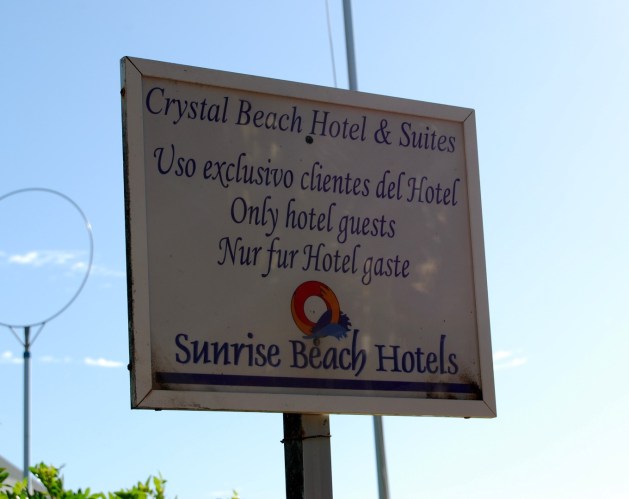 Crystal Beach Hotel & Suites
Uso exclusivo clientes del Hotel
Only hotel guests
Nur fur Hotel gaste
Sunrise Beach Hotels